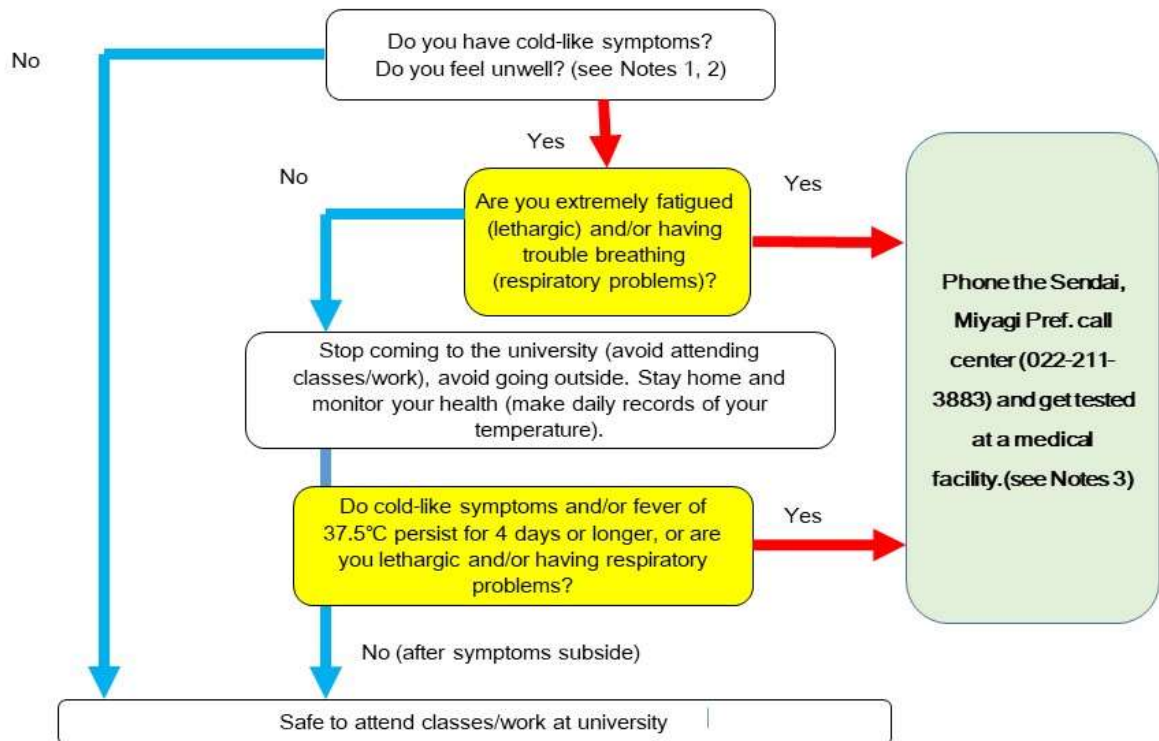 No
Do you have cold-like symptoms?
Do you feel unwell? (see Notes 1, 2)
Yes
No
Are you extremely fatigued
(lethargic) and/or having
trouble breathing
(respiratory problems)?
Yes
Stop coming to the university (avoid attending
classes/work), avoid going outside. Stay home and
monitor your health (make daily records of your
temperature).
Do cold-like symptoms and/or fever of
37.5°C persist for 4 days or longer, or are
you lethargic and/or having respiratory
problems?
Yes
Phone the Sendai,
Miyagi Pref. call
center (022-211-
3883) and get tested
at a medical
facility.(see Notes 3)
No (after symptoms subside)
Safe to attend classes/work at university